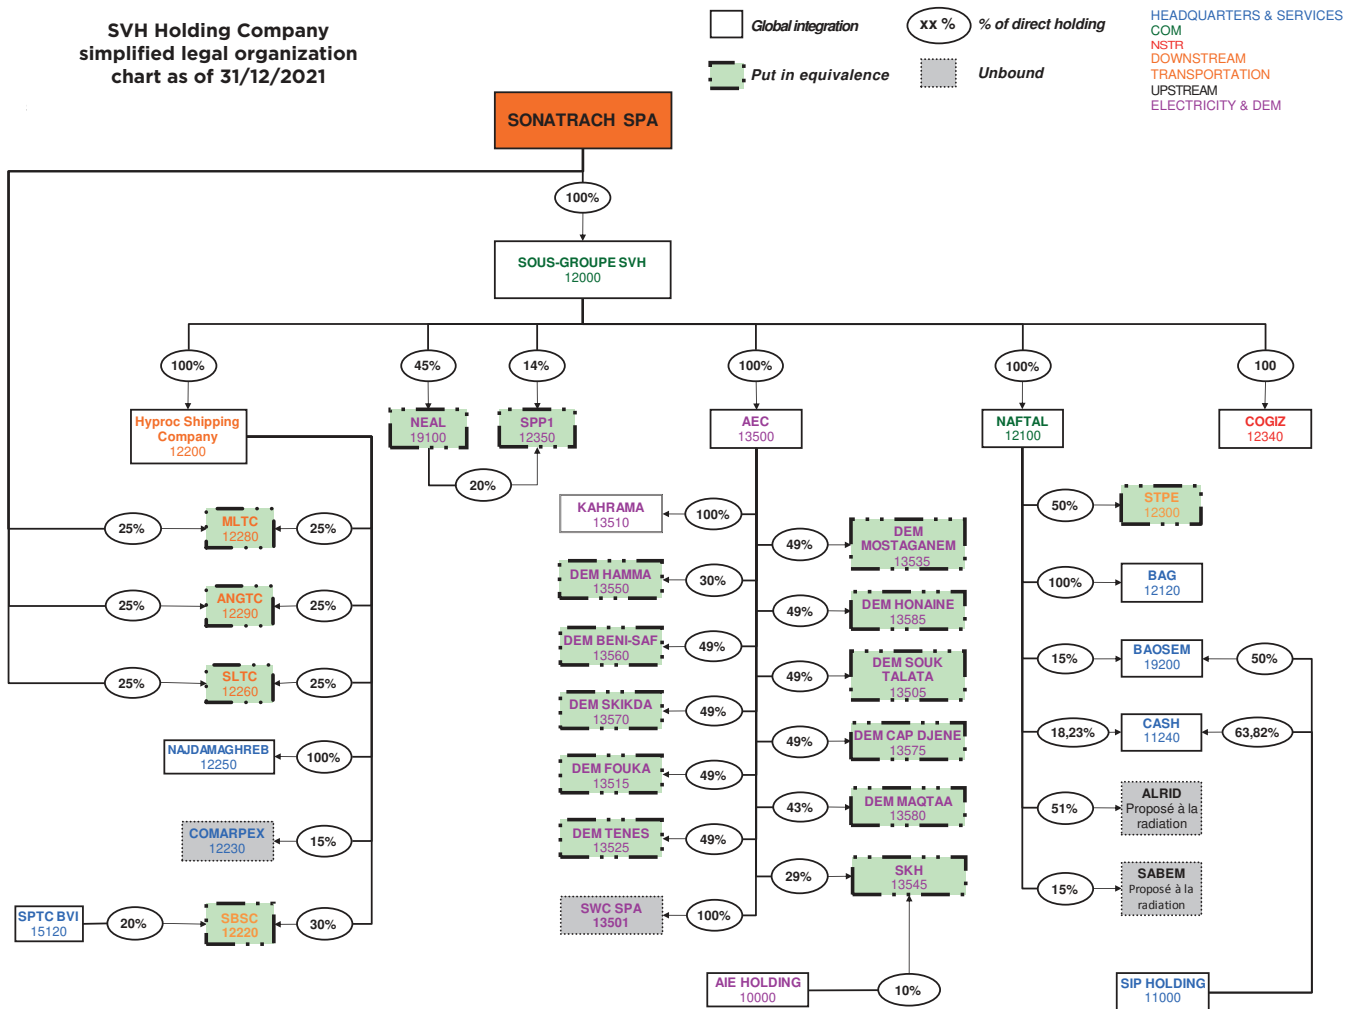 SVH Holding Company
simplified legal organization
chart as of 31/12/2021
Global integration
xx %
% of direct holding
Put in equivalence
Unbound
HEADQUARTERS & SERVICES
COM
NSTR
DOWNSTREAM
TRANSPORTATION
UPSTREAM
ELECTRICITY & DEM
SONATRACH SPA
100%
SOUS-GROUPE SVH
12000
100%
45%
14%
100%
100%
100
Hyproc Shipping
Company
12200
NEAL
19100
SPP1
12350
AEC
13500
NAFTAL
12100
COGIZ
12340
20%
25%
MLTC
12280
25%
25%
ANGTC
12290
25%
25%
SLTC
12260
25%
NAJDAMAGHREB
12250
100%
COMARPEX
12230
15%
SPTC BVI
15120
20%
SBSC
12220
30%
KAHRAMA
13510
100%
DEM HAMMA
13550
30%
DEM BENI-SAF
13560
49%
DEM SKIKDA
13570
49%
DEM FOUKA
13515
49%
DEM TENES
13525
49%
SWC SPA
13501
100%
49%
DEM
MOSTAGANEM
13535
49%
DEM HONAINE
13585
49%
DEM SOUK
TALATA
13505
49%
DEM CAP DJENE
13575
43%
DEM MAQTAA
13580
29%
SKH
13545
AIE HOLDING
10000
10%
50%
STPE
12300
100%
BAG
12120
15%
BAOSEM
19200
50%
18,23%
CASH
11240
63,82%
51%
ALRID
Proposé à la
radiation
15%
SABEM
Proposé à la
radiation
SIP HOLDING
11000